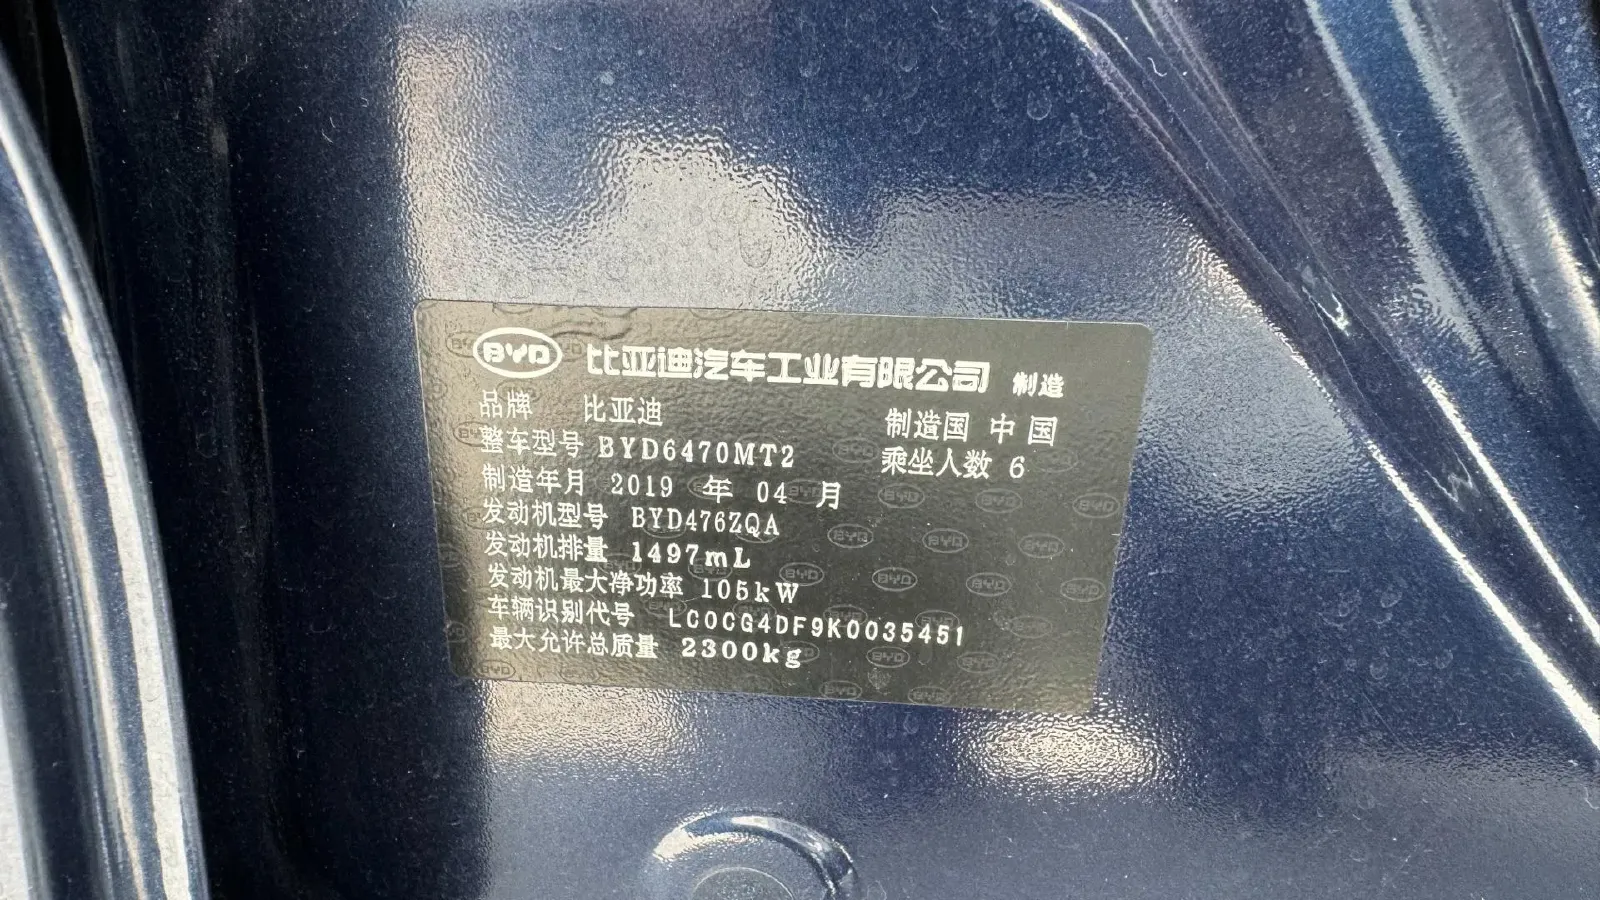 BYD 比亚迪汽车工业有限公司 制造
品牌 比亚迪 制造国 中国
整车型号 BYD6470MT2 乘坐人数 6
制造年月 2019 年 04 月
发动机型号 BYD476ZQA
发动机排量 1497mL
发动机最大净功率 105kW
车辆识别代号 LC0CG4DF9K0035451
最大允许总质量 2300kg